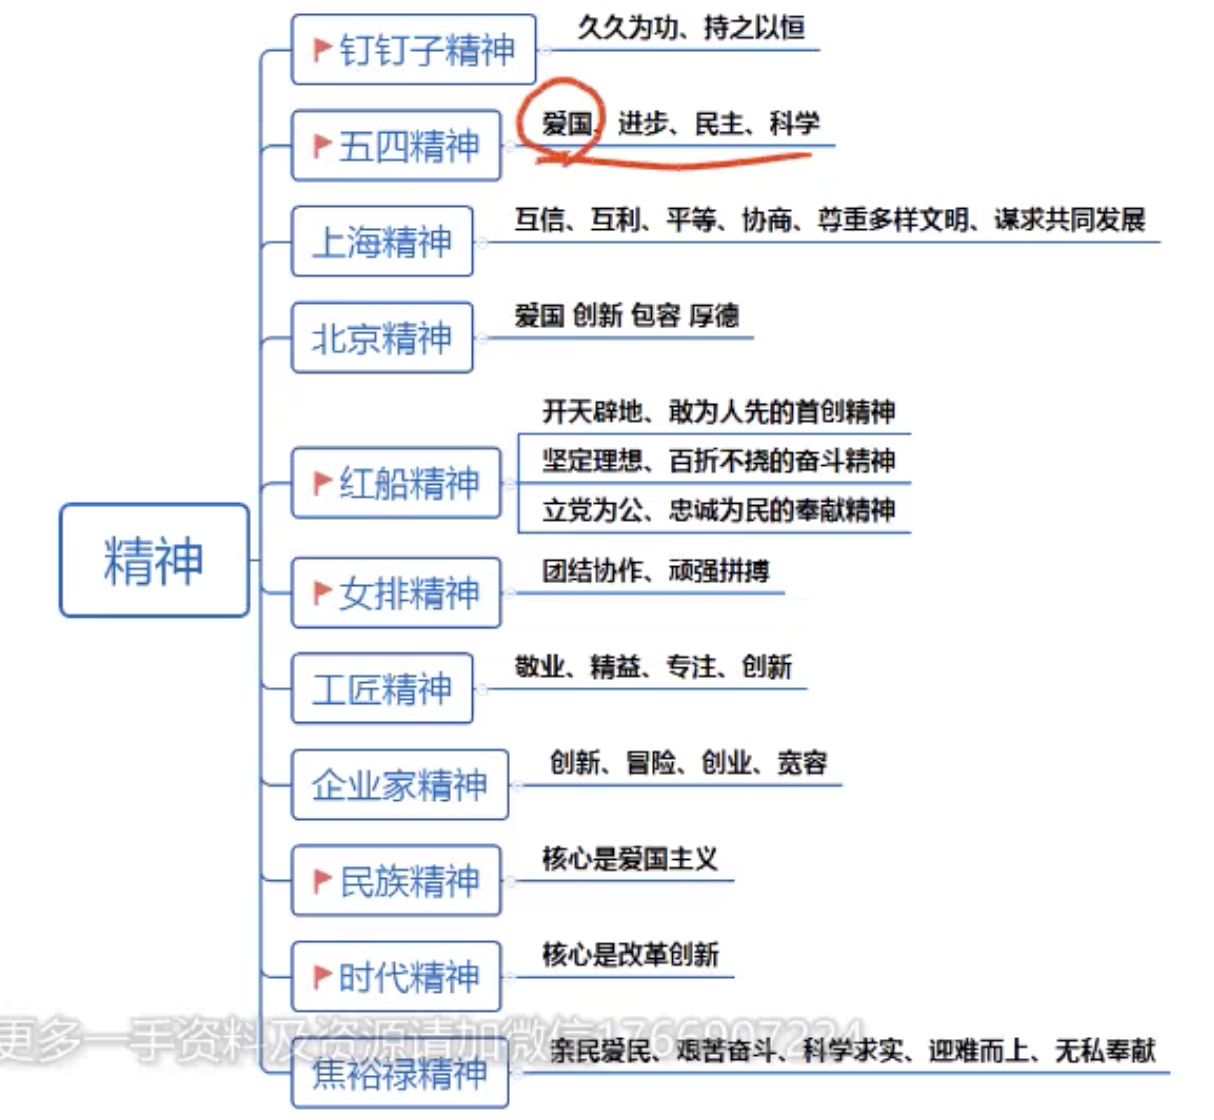 钉钉子精神
久久为功、持之以恒
五四精神
爱国、进步、民主、科学
上海精神
互信、互利、平等、协商、尊重多样文明、谋求共同发展
北京精神
爱国 创新 包容 厚德
红船精神
开天辟地、敢为人先的首创精神
坚定理想、百折不挠的奋斗精神
立党为公、忠诚为民的奉献精神
精神
女排精神
团结协作、顽强拼搏
工匠精神
敬业、精益、专注、创新
企业家精神
创新、冒险、创业、宽容
民族精神
核心是爱国主义
时代精神
核心是改革创新
更多一手资料及资源请加微信1766997224
焦裕禄精神
亲民爱民、艰苦奋斗、科学求实、迎难而上、无私奉献